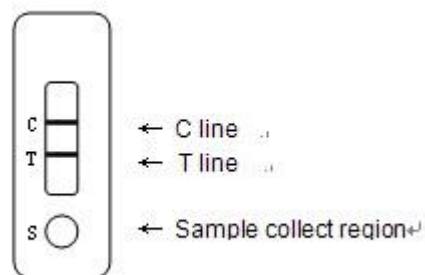 C
← C line
T
← T line
S
← Sample collect region↵